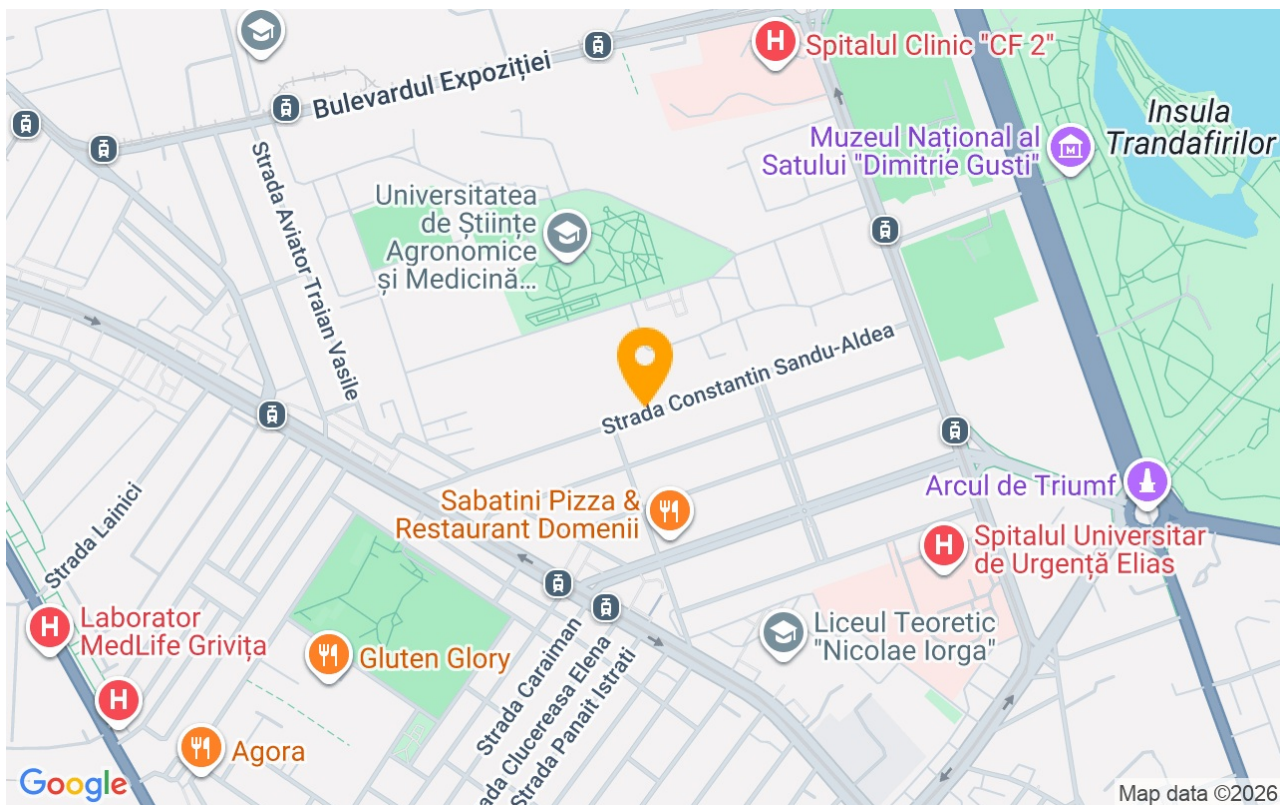 Spitalul Clinic "CF 2"
Bulevardul Expoziției
Insula
Trandafirilor
Muzeul Național al
Satului "Dimitrie Gusti"
Strada Aviator Traian Vasile
Universitatea
de Științe
Agronomice
și Medicină...
Strada Constantin Sandu-Aldea
Sabatini Pizza &
Restaurant Domenii
Arcul de Triumf
Spitalul Universitar
de Urgență Elias
Strada Lainici
Laborator
MedLife Grivița
Liceul Teoretic
"Nicolae Iorga"
Gluten Glory
Strada Caraiman
ada Clucereasa Elena
Strada Panait Istrati
Agora
Google
Map data ©2026
H
H
H
H
M